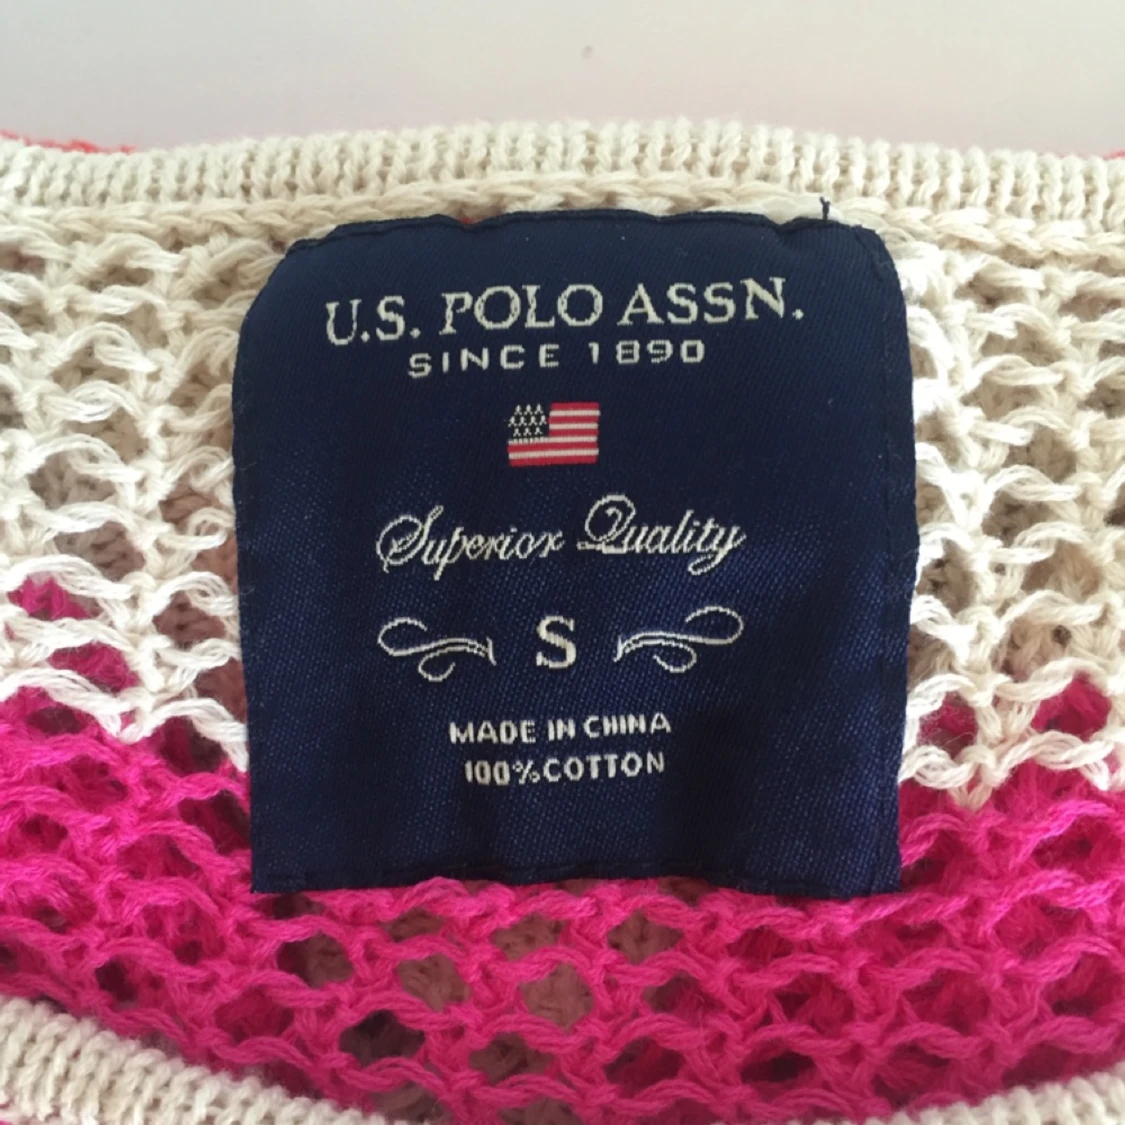 U.S. POLO ASSN.
SINCE 1890
Superior Quality
S
MADE IN CHINA
100%COTTON